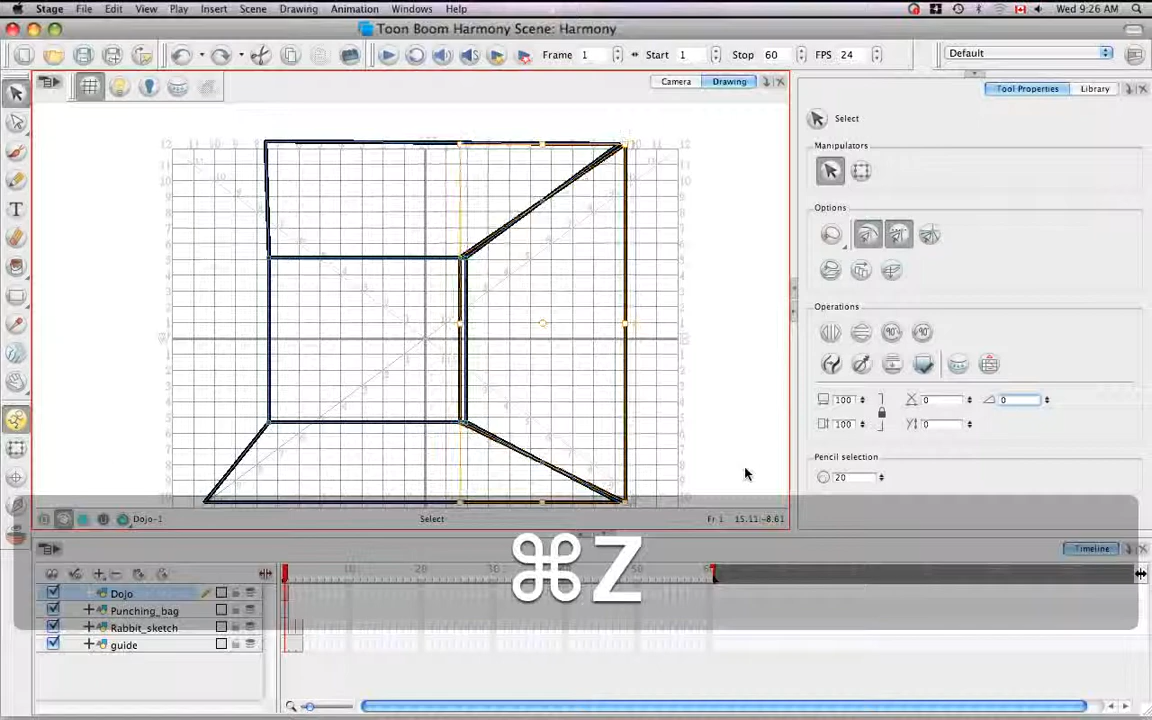 Stage File Edit View Play Insert Scene Drawing Animation Windows Help Wed 9:26 AM
Toon Boom Harmony Scene: Harmony
Frame 1 Start 1 Stop 60 FPS 24 Default
Camera Drawing Tool Properties Library
Select
Manipulators
Options
Operations
100 0 0
100 0
Pencil selection
20
Dojo-1 Select Fr 1 15.11,-8.61
⌘Z
Timeline
Dojo
Punching_bag
Rabbit_sketch
guide